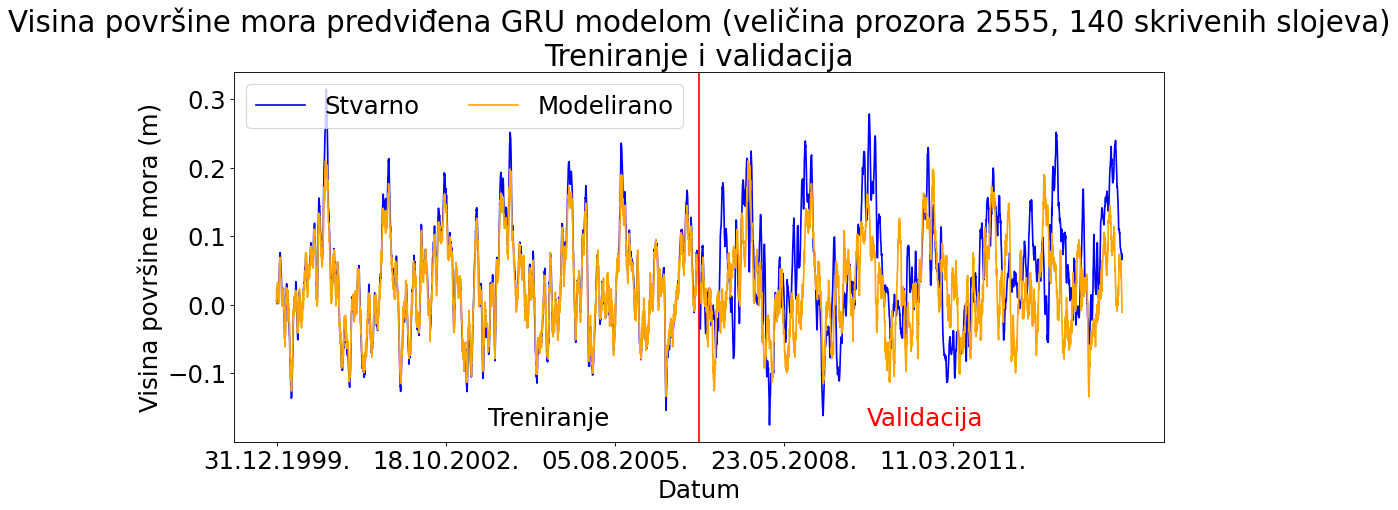 Visina površine mora predviđena GRU modelom (veličina prozora 2555, 140 skrivenih slojeva)
Treniranje i validacija
Stvarno
Modelirano
Visina površine mora (m)
0.3
0.2
0.1
0.0
−0.1
Treniranje
Validacija
31.12.1999.
18.10.2002.
05.08.2005.
23.05.2008.
11.03.2011.
Datum